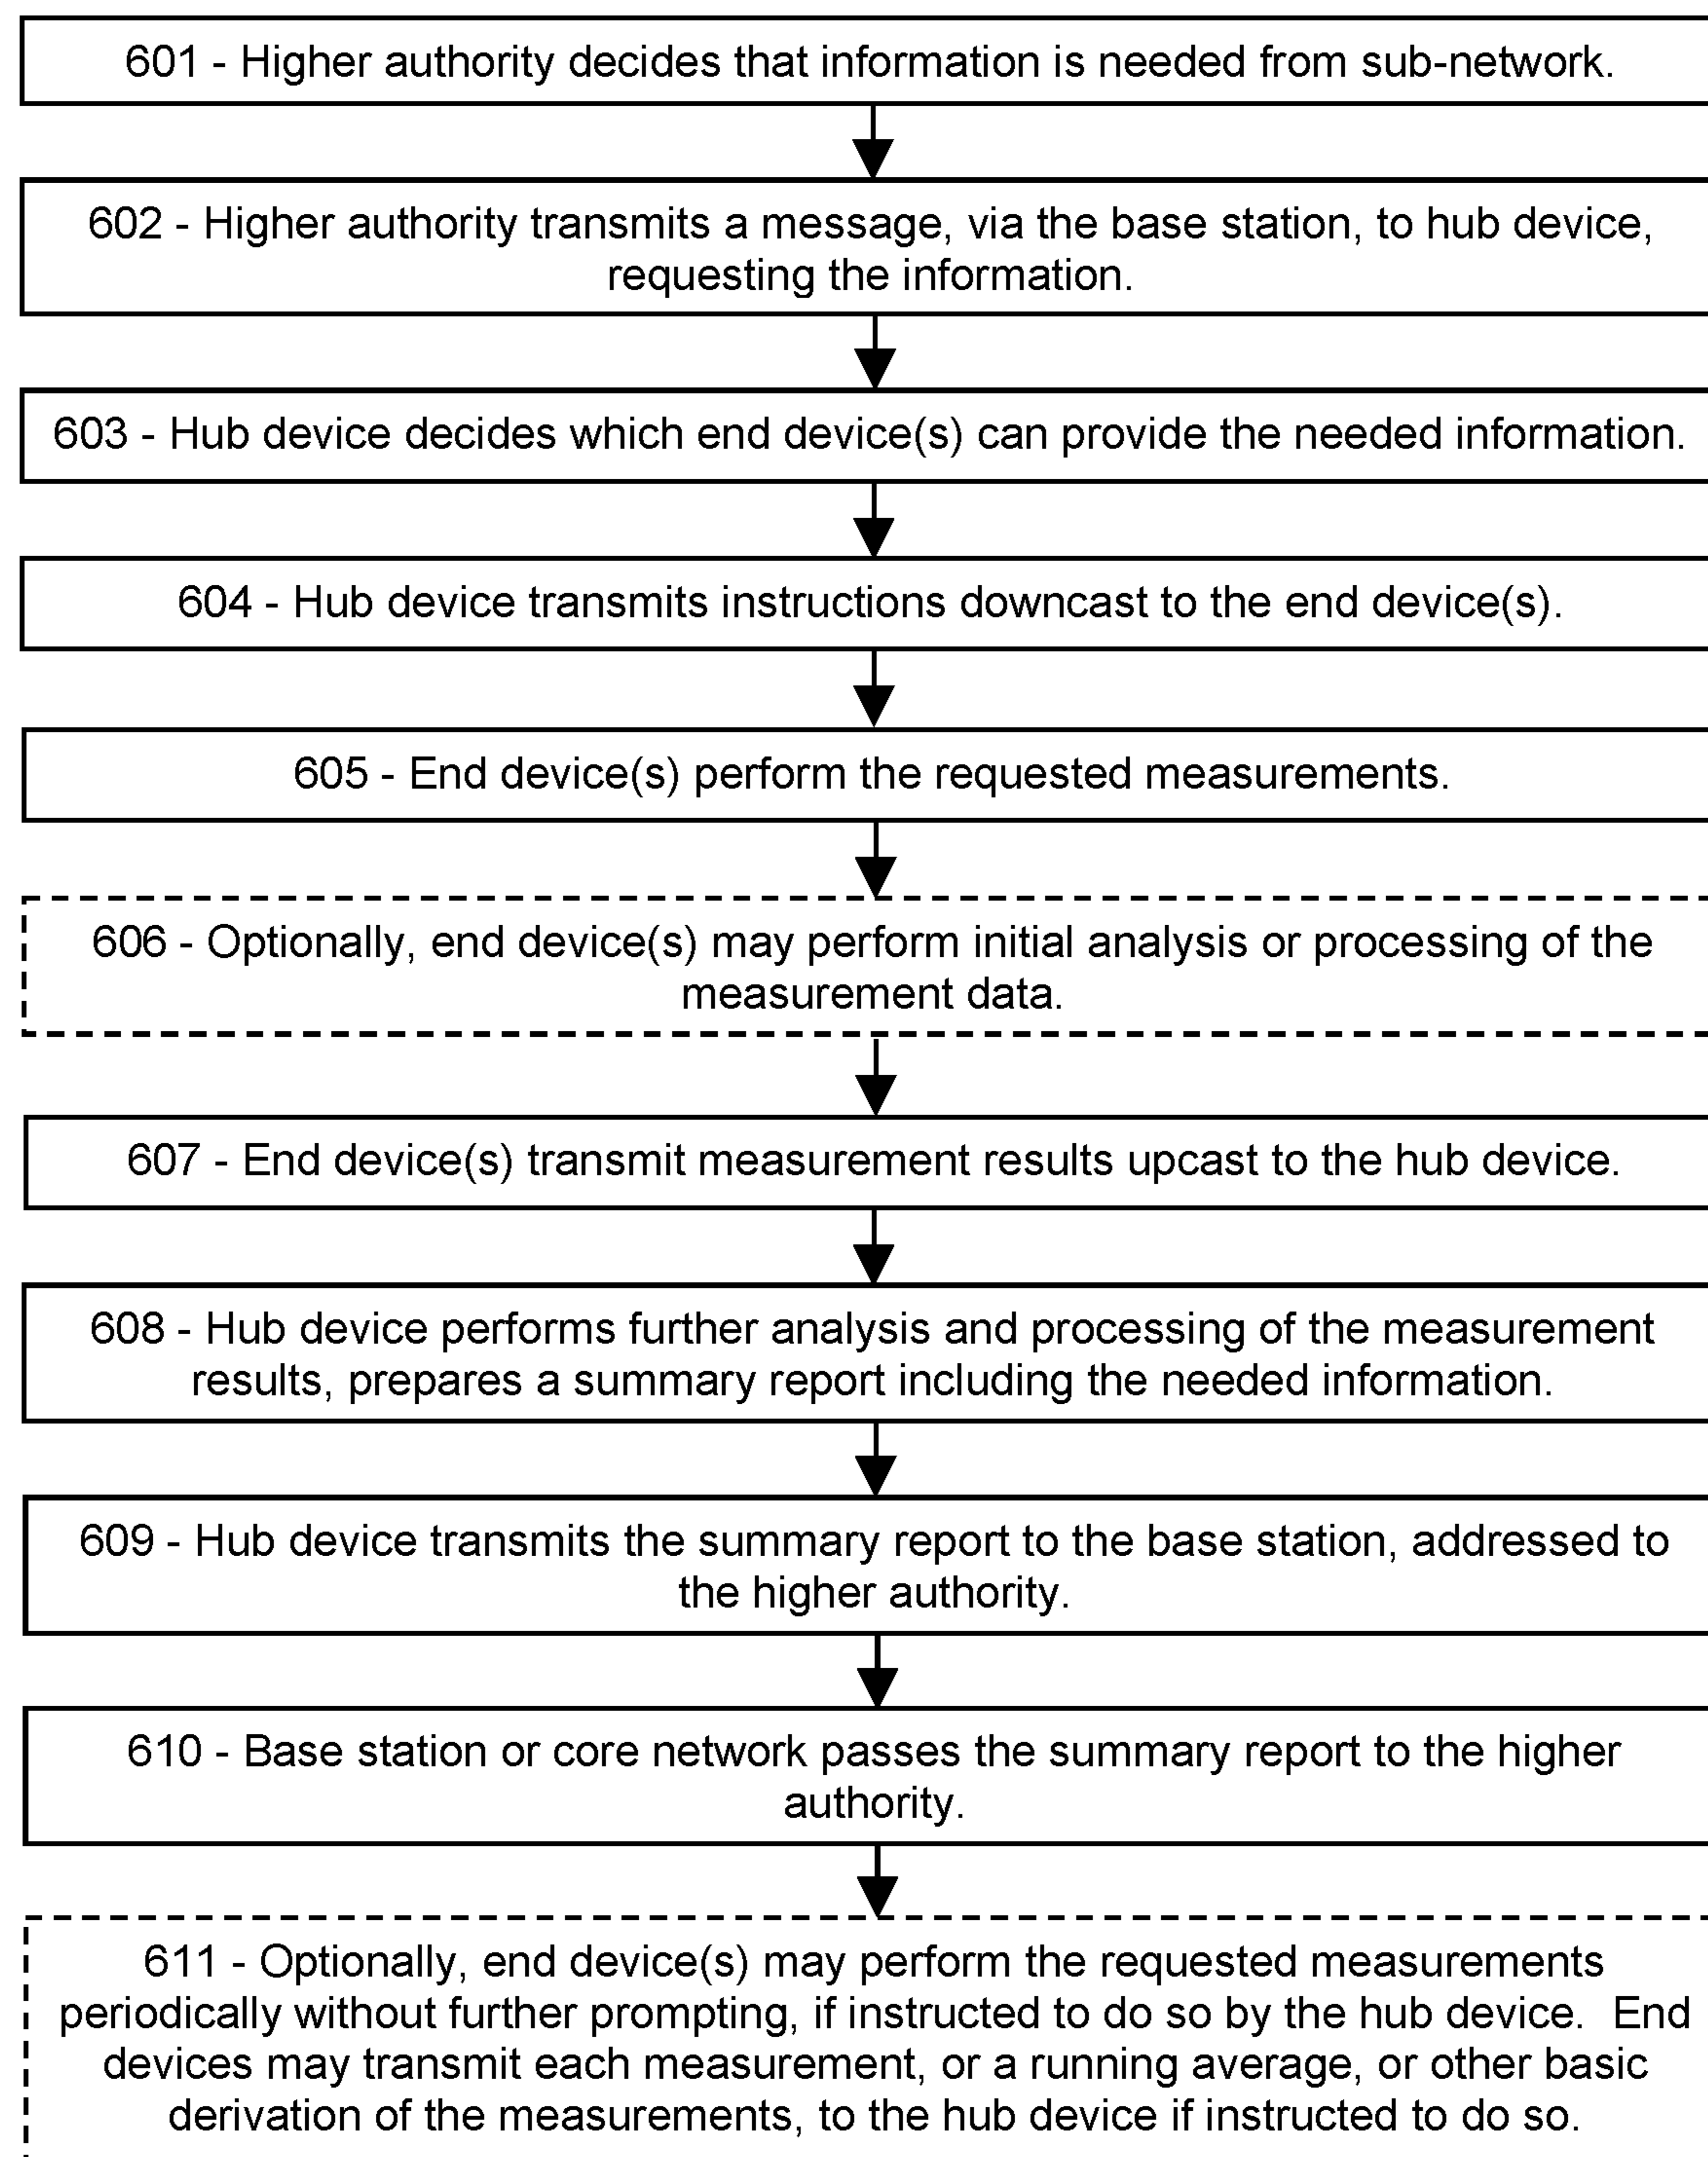 601 - Higher authority decides that information is needed from sub-network.
602 - Higher authority transmits a message, via the base station, to hub device,
requesting the information.
603 - Hub device decides which end device(s) can provide the needed information.
604 - Hub device transmits instructions downcast to the end device(s).
605 - End device(s) perform the requested measurements.
606 - Optionally, end device(s) may perform initial analysis or processing of the
measurement data.
607 - End device(s) transmit measurement results upcast to the hub device.
608 - Hub device performs further analysis and processing of the measurement
results, prepares a summary report including the needed information.
609 - Hub device transmits the summary report to the base station, addressed to
the higher authority.
610 - Base station or core network passes the summary report to the higher
authority.
611 - Optionally, end device(s) may perform the requested measurements
periodically without further prompting, if instructed to do so by the hub device.  End
devices may transmit each measurement, or a running average, or other basic
derivation of the measurements, to the hub device if instructed to do so.